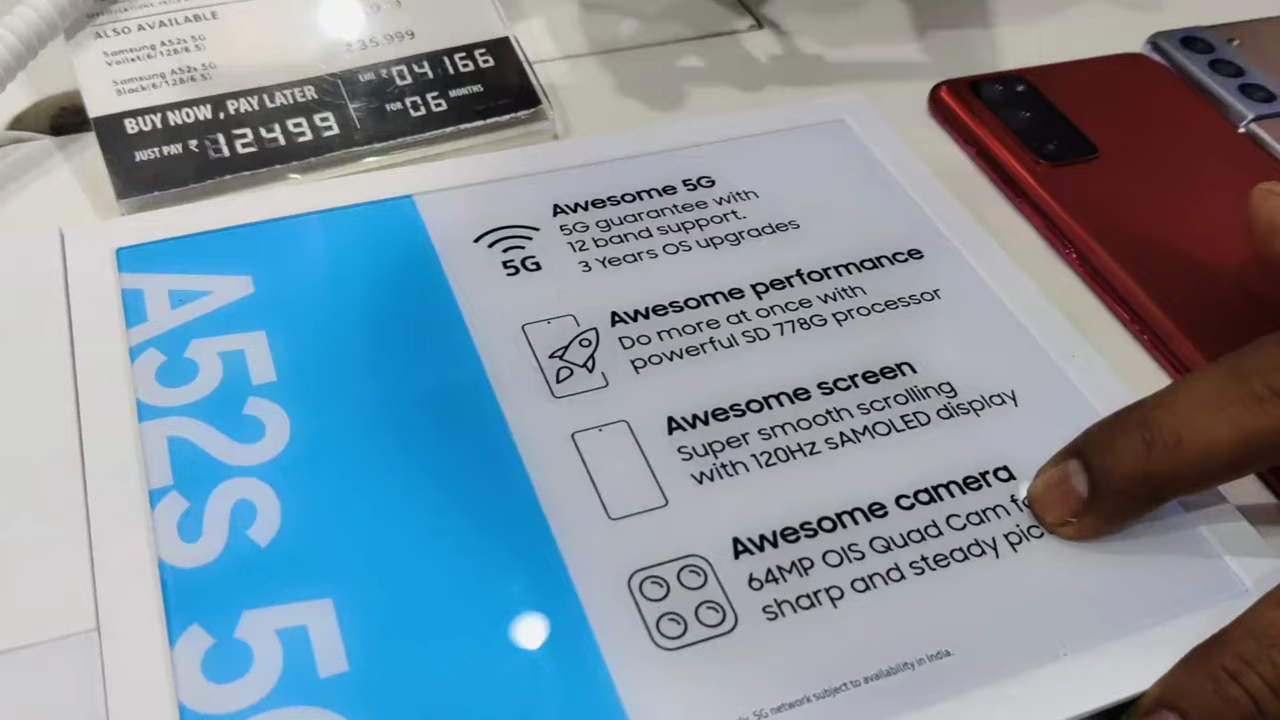 ALSO AVAILABLE
Samsung A52s 5G
Voilet(6/128/6.5)
Samsung A52s 5G
Black(6/128/6.5)
₹35,999
BUY NOW, PAY LATER
JUST PAY ₹ 12499
EMI ₹ 04166
FOR 06 MONTHS
A52S 5G
5G
Awesome 5G
5G guarantee with
12 band support.
3 Years OS upgrades
Awesome performance
Do more at once with
powerful SD 778G processor
Awesome screen
Super smooth scrolling
with 120Hz sAMOLED display
Awesome camera
64MP OIS Quad Cam
sharp and steady
5G network subject to availability in India.